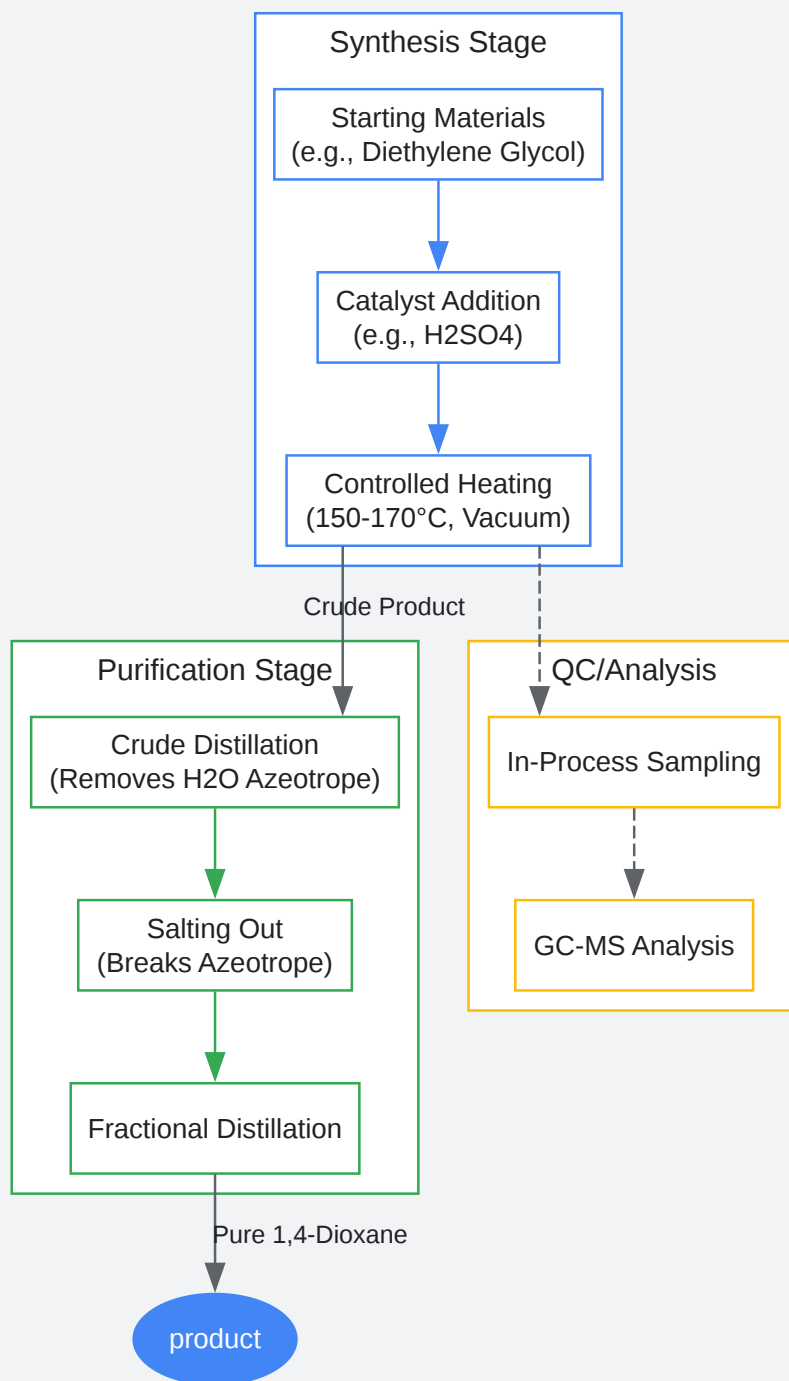 Synthesis Stage
Starting Materials
(e.g., Diethylene Glycol)
Catalyst Addition
(e.g., H2SO4)
Controlled Heating
(150-170°C, Vacuum)
Crude Product
Purification Stage
Crude Distillation
(Removes H2O Azeotrope)
Salting Out
(Breaks Azeotrope)
Fractional Distillation
Pure 1,4-Dioxane
product
QC/Analysis
In-Process Sampling
GC-MS Analysis